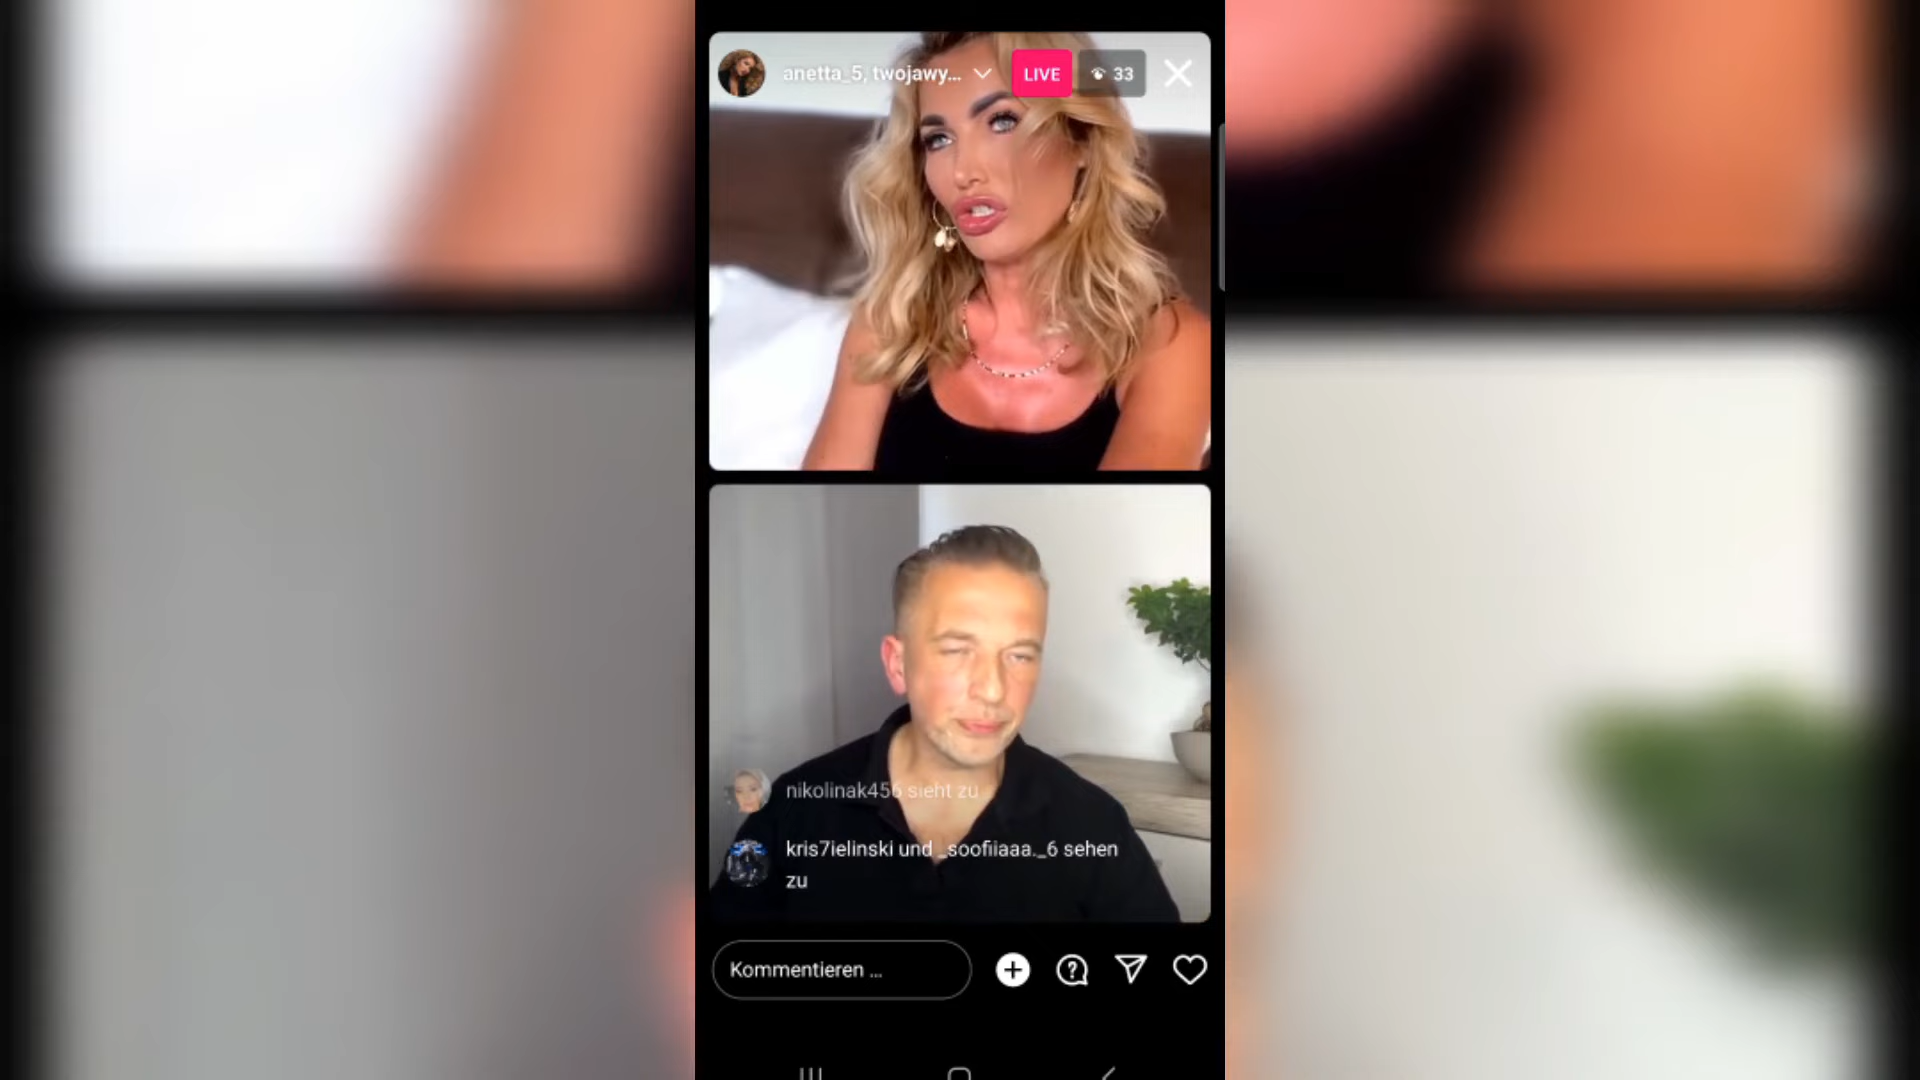 anetta_5, twojawy...
LIVE
33
nikolinak456 sieht zu
kris7ielinski und _soofiiaaa._6 sehen
zu
Kommentieren ...